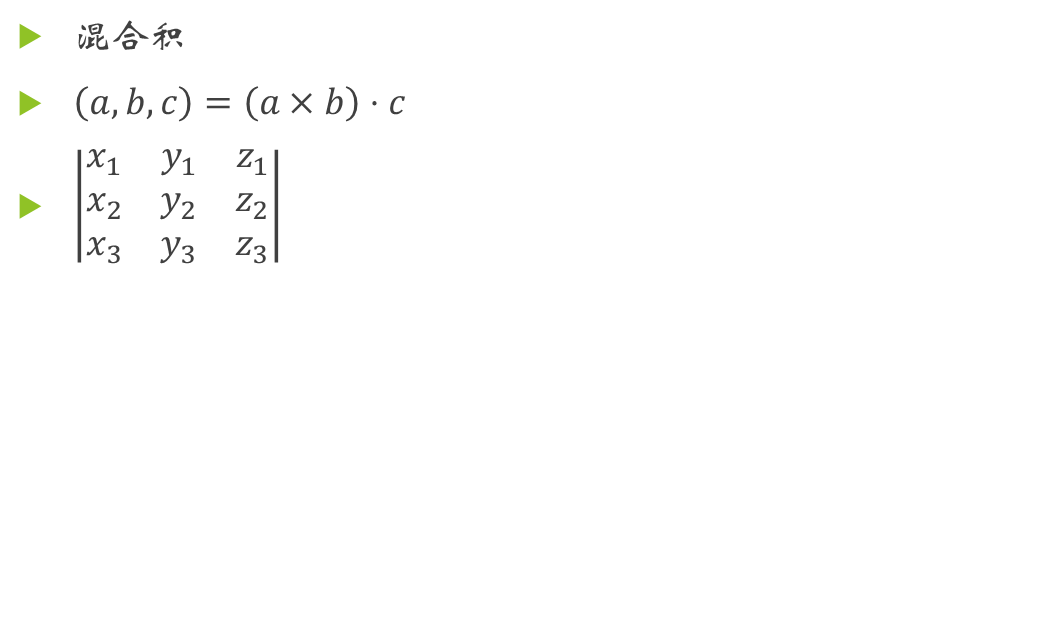 混合积
(a, b, c) = (a × b) · c
|x₁ y₁ z₁|
|x₂ y₂ z₂|
|x₃ y₃ z₃|